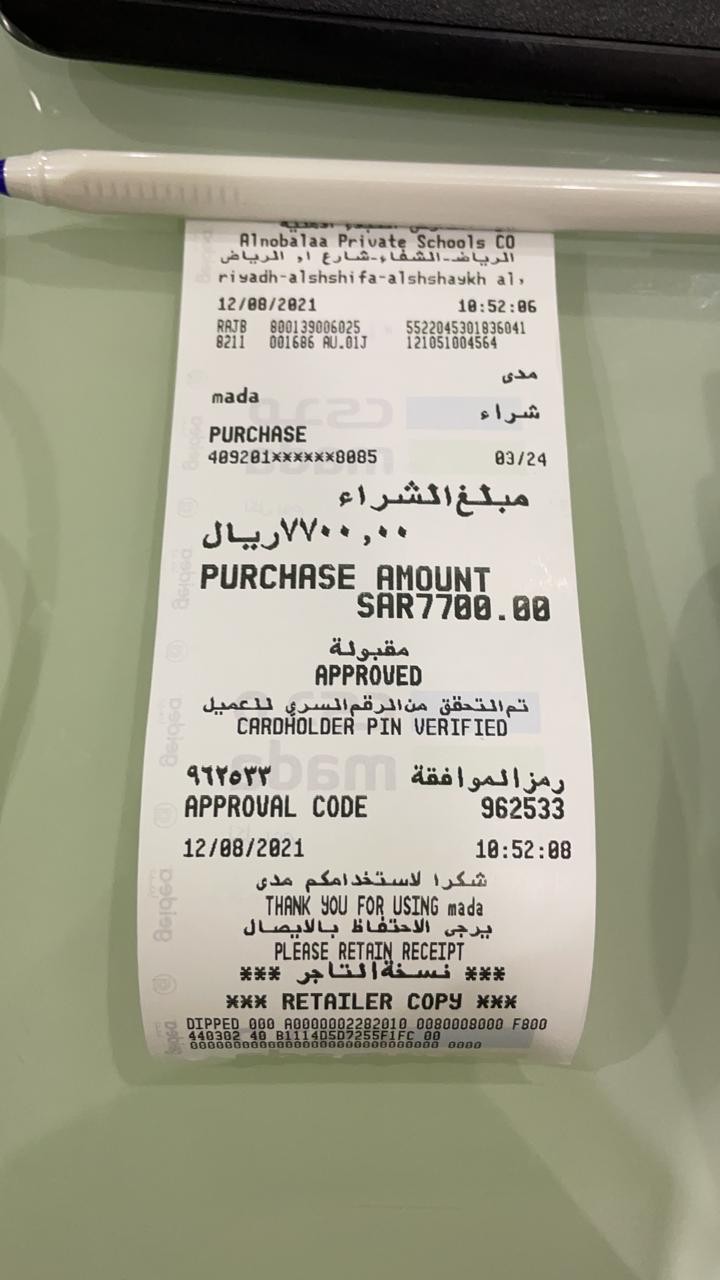 Alnobalaa Private Schools CO
الرياض-الشفاء-شارع ا, الرياض
riyadh-alshshifa-alshshaykh al,
12/08/2021 10:52:06
RAJB 800139006025 5522045301836041
8211 001686 AU.01J 121051004564
مدى
mada
شراء
PURCHASE
409201******8085 03/24
مبلغ الشراء
٧٧٠٠,٠٠ ريال
PURCHASE AMOUNT
SAR7700.00
مقبولة
APPROVED
تم التحقق من الرقم السري للعميل
CARDHOLDER PIN VERIFIED
رمز الموافقة ٩٦٢٥٣٣
APPROVAL CODE 962533
12/08/2021 10:52:08
شكرا لاستخدامكم مدى
THANK YOU FOR USING mada
يرجى الاحتفاظ بالايصال
PLEASE RETAIN RECEIPT
*** نسخة التاجر ***
*** RETAILER COPY ***
DIPPED 000 A0000002282010 0080008000 F800
440302 40 B1114D5D7255F1FC 00